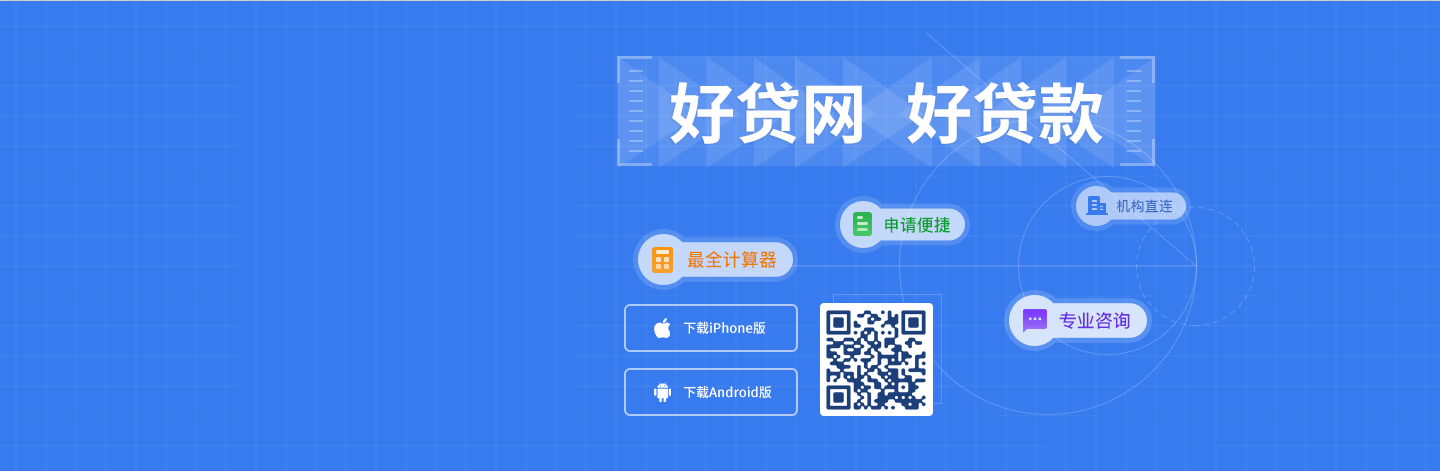 好贷网 好贷款
机构直连
申请便捷
最全计算器
专业咨询
下载iPhone版
下载Android版